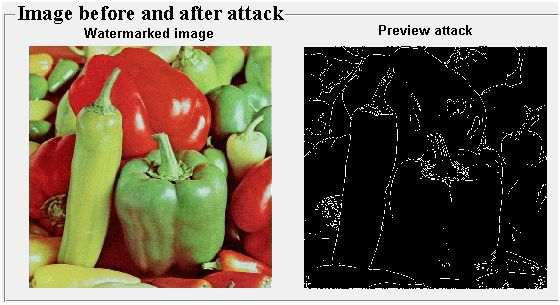 Image before and after attack
Watermarked image
Preview attack